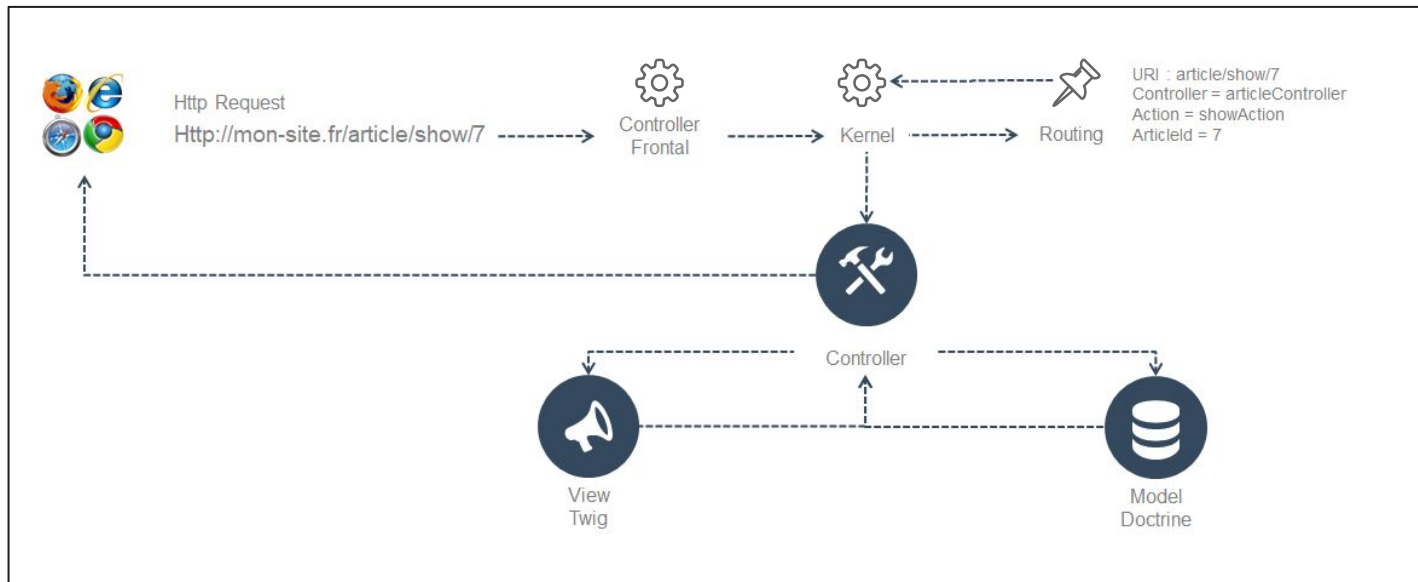 Http Request
Http://mon-site.fr/article/show/7
Controller
Frontal
Kernel
Routing
URI : article/show/7
Controller = articleController
Action = showAction
ArticleId = 7
Controller
View
Twig
Model
Doctrine